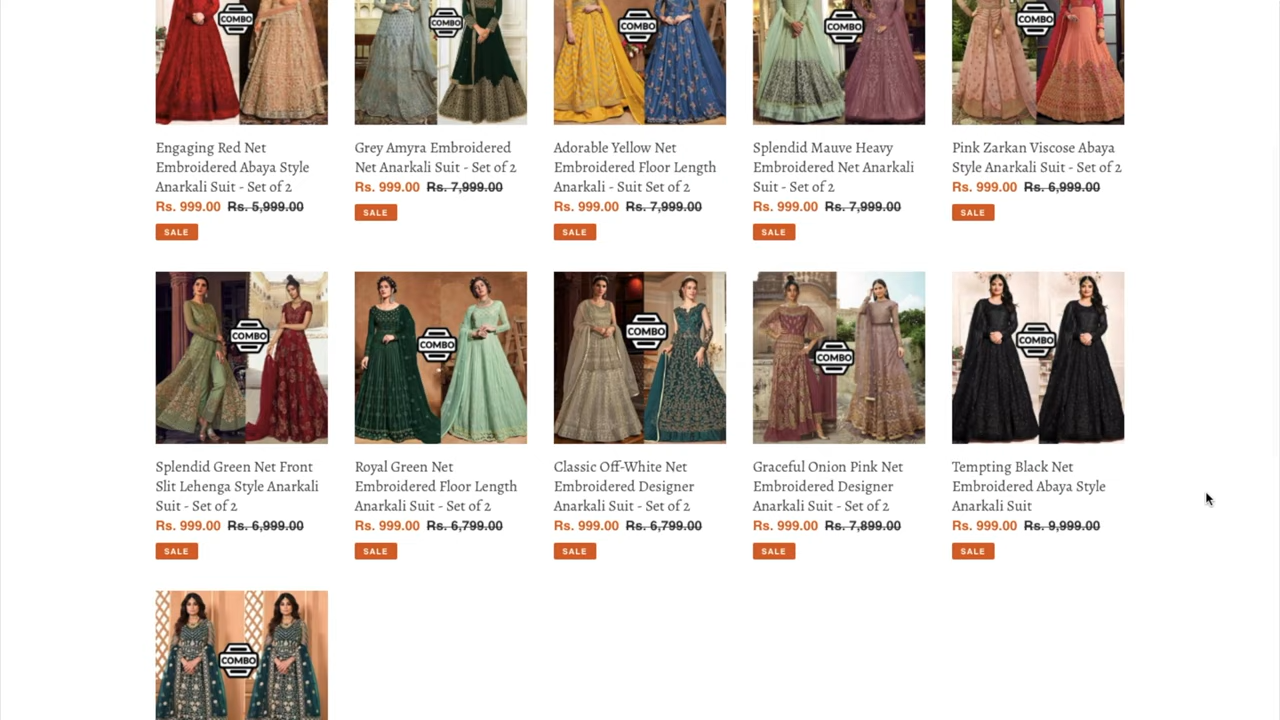 COMBO
COMBO
COMBO
COMBO
COMBO
Engaging Red Net
Embroidered Abaya Style
Anarkali Suit - Set of 2
Rs. 999.00 Rs. 5,999.00
SALE
Grey Amyra Embroidered
Net Anarkali Suit - Set of 2
Rs. 999.00 Rs. 7,999.00
SALE
Adorable Yellow Net
Embroidered Floor Length
Anarkali - Suit Set of 2
Rs. 999.00 Rs. 7,999.00
SALE
Splendid Mauve Heavy
Embroidered Net Anarkali
Suit - Set of 2
Rs. 999.00 Rs. 7,999.00
SALE
Pink Zarkan Viscose Abaya
Style Anarkali Suit - Set of 2
Rs. 999.00 Rs. 6,999.00
SALE
COMBO
COMBO
COMBO
COMBO
COMBO
Splendid Green Net Front
Slit Lehenga Style Anarkali
Suit - Set of 2
Rs. 999.00 Rs. 6,999.00
SALE
Royal Green Net
Embroidered Floor Length
Anarkali Suit - Set of 2
Rs. 999.00 Rs. 6,799.00
SALE
Classic Off-White Net
Embroidered Designer
Anarkali Suit - Set of 2
Rs. 999.00 Rs. 6,799.00
SALE
Graceful Onion Pink Net
Embroidered Designer
Anarkali Suit - Set of 2
Rs. 999.00 Rs. 7,899.00
SALE
Tempting Black Net
Embroidered Abaya Style
Anarkali Suit
Rs. 999.00 Rs. 9,999.00
SALE
COMBO